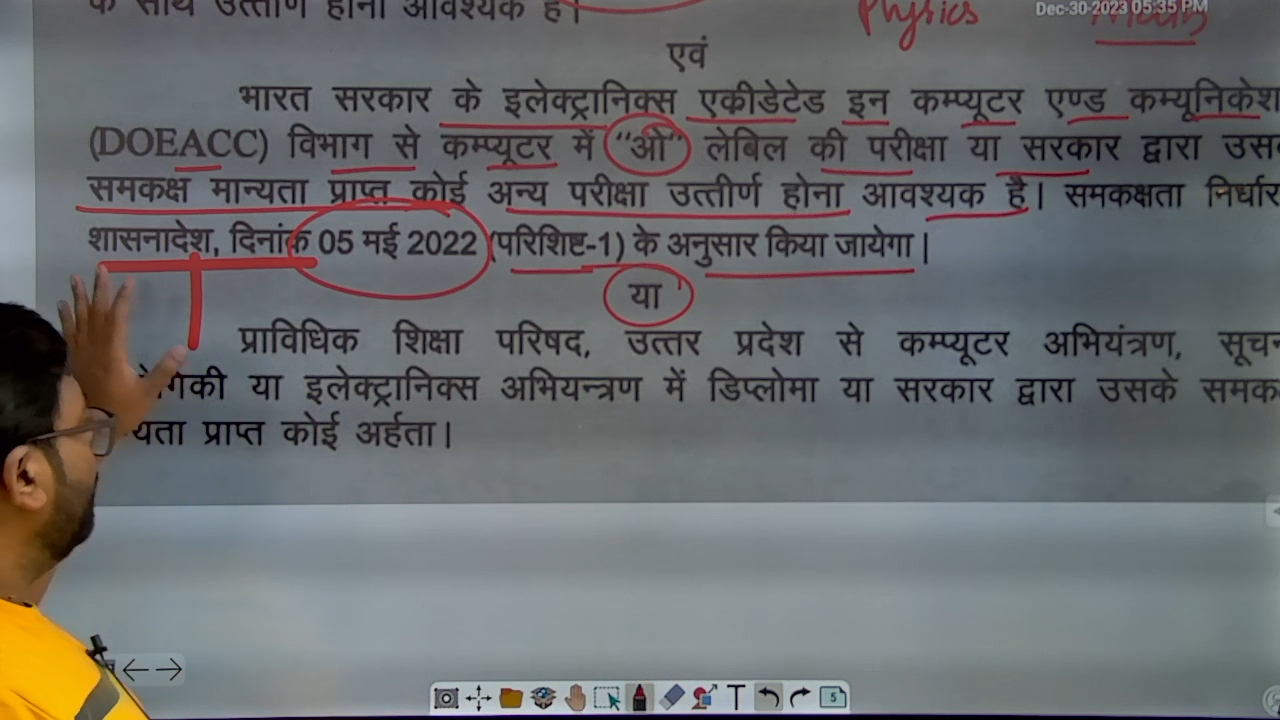 के साथ उत्तीर्ण होना आवश्यक है।
Physics Maths
Dec-30-2023 05:35 PM
एवं
भारत सरकार के इलेक्ट्रानिक्स एकीडेटेड इन कम्प्यूटर एण्ड कम्यूनिकेश
(DOEACC) विभाग से कम्प्यूटर में "ओ" लेबिल की परीक्षा या सरकार द्वारा उस
समकक्ष मान्यता प्राप्त कोई अन्य परीक्षा उत्तीर्ण होना आवश्यक है। समकक्षता निर्धार
शासनादेश, दिनांक 05 मई 2022 (परिशिष्ट-1) के अनुसार किया जायेगा।
या
प्राविधिक शिक्षा परिषद, उत्तर प्रदेश से कम्प्यूटर अभियंत्रण, सूच
गिकी या इलेक्ट्रानिक्स अभियन्त्रण में डिप्लोमा या सरकार द्वारा उसके समक
यता प्राप्त कोई अर्हता।
T 5